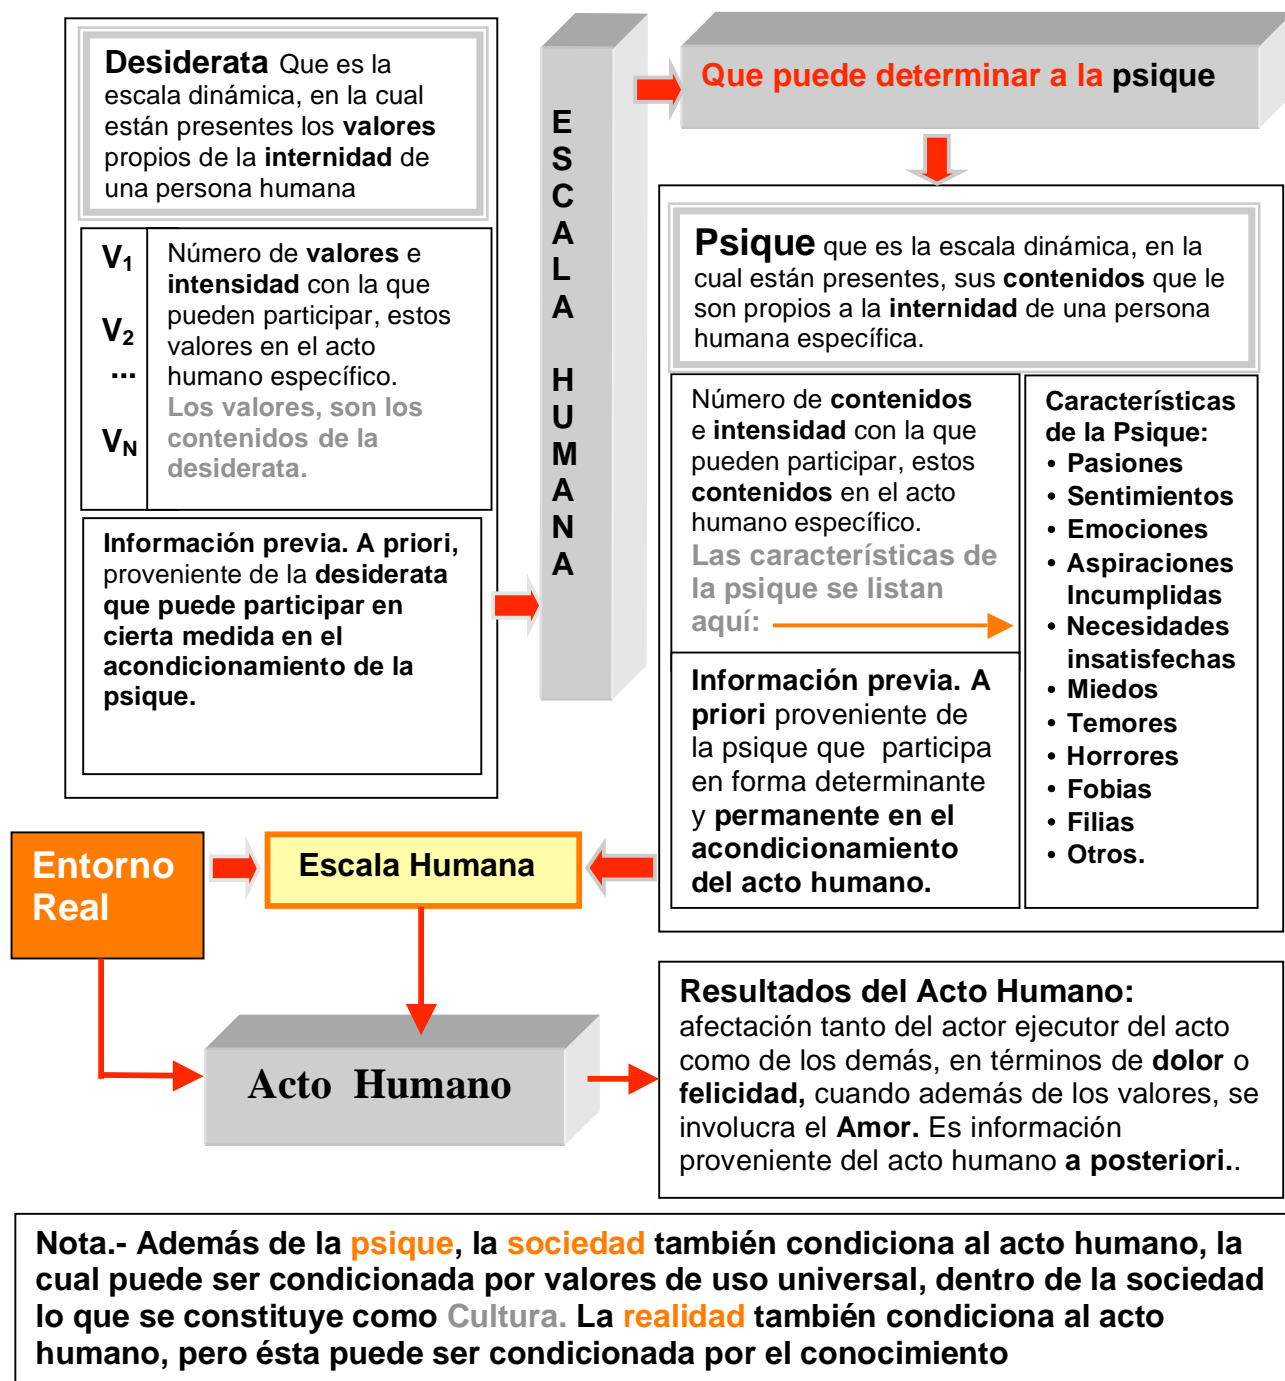 Desiderata Que es la
escala dinámica, en la cual
están presentes los valores
propios de la internidad de
una persona humana
V1
V2
...
VN
Número de valores e
intensidad con la que
pueden participar, estos
valores en el acto
humano específico.
Los valores, son los
contenidos de la
desiderata.
Información previa. A priori,
proveniente de la desiderata
que puede participar en
cierta medida en el
acondicionamiento de la
psique.
ESCALA HUMANA
Que puede determinar a la psique
Psique que es la escala dinámica, en la
cual están presentes, sus contenidos que le
son propios a la internidad de una persona
humana específica.
Número de contenidos
e intensidad con la que
pueden participar, estos
contenidos en el acto
humano específico.
Las características de
la psique se listan
aquí:
Información previa. A
priori proveniente de
la psique que participa
en forma determinante
y permanente en el
acondicionamiento
del acto humano.
Características
de la Psique:
• Pasiones
• Sentimientos
• Emociones
• Aspiraciones
Incumplidas
• Necesidades
insatisfechas
• Miedos
• Temores
• Horrores
• Fobias
• Filias
• Otros.
Entorno
Real
Escala Humana
Acto Humano
Resultados del Acto Humano:
afectación tanto del actor ejecutor del acto
como de los demás, en términos de dolor o
felicidad, cuando además de los valores, se
involucra el Amor. Es información
proveniente del acto humano a posteriori..
Nota.- Además de la psique, la sociedad también condiciona al acto humano, la
cual puede ser condicionada por valores de uso universal, dentro de la sociedad
lo que se constituye como Cultura. La realidad también condiciona al acto
humano, pero ésta puede ser condicionada por el conocimiento